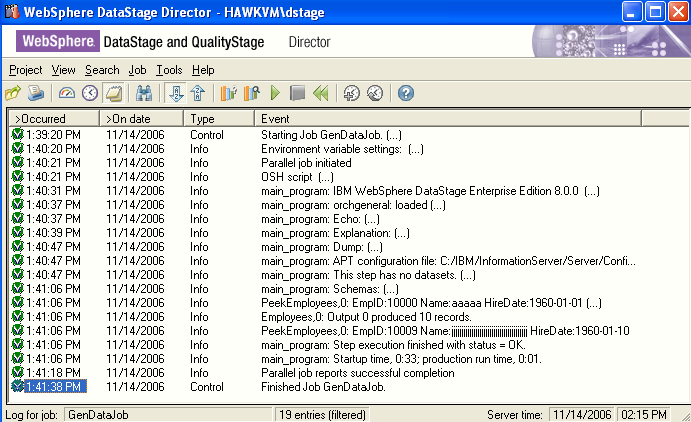 WebSphere DataStage Director - HAWKVM\dstage
WebSphere. DataStage and QualityStage Director
Project View Search Job Tools Help
>Occurred >On date Type Event
1:39:20 PM 11/14/2006 Control Starting Job GenDataJob. (...)
1:40:20 PM 11/14/2006 Info Environment variable settings: (...)
1:40:21 PM 11/14/2006 Info Parallel job initiated
1:40:21 PM 11/14/2006 Info OSH script (...)
1:40:31 PM 11/14/2006 Info main_program: IBM WebSphere DataStage Enterprise Edition 8.0.0 (...)
1:40:37 PM 11/14/2006 Info main_program: orchgeneral: loaded (...)
1:40:37 PM 11/14/2006 Info main_program: Echo: (...)
1:40:39 PM 11/14/2006 Info main_program: Explanation: (...)
1:40:47 PM 11/14/2006 Info main_program: Dump: (...)
1:40:47 PM 11/14/2006 Info main_program: APT configuration file: C:/IBM/InformationServer/Server/Confi...
1:40:47 PM 11/14/2006 Info main_program: This step has no datasets. (...)
1:41:06 PM 11/14/2006 Info main_program: Schemas: (...)
1:41:06 PM 11/14/2006 Info PeekEmployees,0: EmpID:10000 Name:aaaaa HireDate:1960-01-01 (...)
1:41:06 PM 11/14/2006 Info Employees,0: Output 0 produced 10 records.
1:41:06 PM 11/14/2006 Info PeekEmployees,0: EmpID:10009 HireDate:1960-01-10
1:41:06 PM 11/14/2006 Info main_program: Step execution finished with status = OK.
1:41:06 PM 11/14/2006 Info main_program: Startup time, 0:33; production run time, 0:01.
1:41:18 PM 11/14/2006 Info Parallel job reports successful completion
1:41:38 PM 11/14/2006 Control Finished Job GenDataJob.
Log for job: GenDataJob 19 entries (filtered) Server time: 11/14/2006 02:15 PM